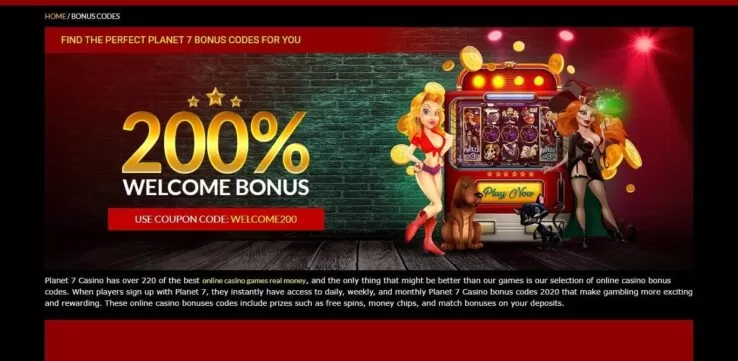 HOME / BONUS CODES
FIND THE PERFECT PLANET 7 BONUS CODES FOR YOU
200%
WELCOME BONUS
USE COUPON CODE: WELCOME200
Play Now
Planet 7 Casino has over 220 of the best online casino games real money, and the only thing that might be better than our games is our selection of online casino bonus
codes. When players sign up with Planet 7, they instantly have access to daily, weekly, and monthly Planet 7 Casino bonus codes 2020 that make gambling more exciting
and rewarding. These online casino bonuses codes include prizes such as free spins, money chips, and match bonuses on your deposits.